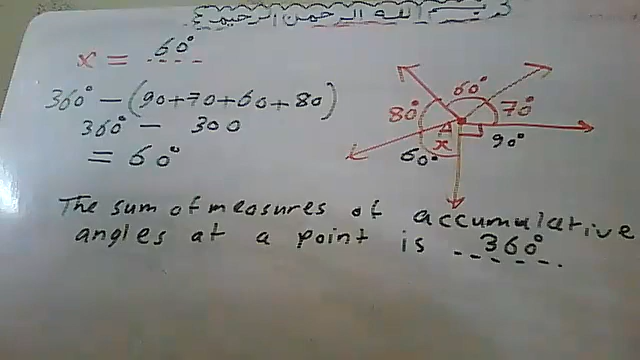 بسم الله الرحمن الرحيم
x = 60°
360° - (90+70+60+80)
360° - 300
= 60°
60°
80°
70°
x
90°
60°
The sum of measures of accumulative
angles at a point is 360°